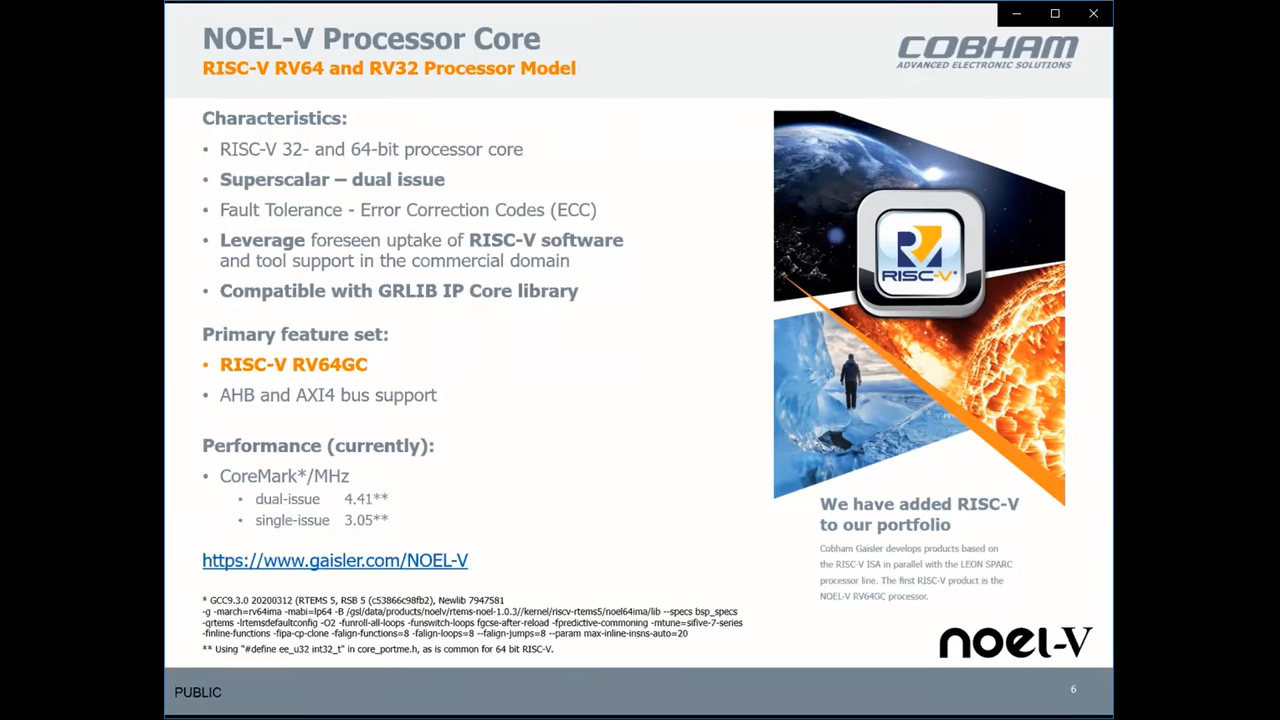 NOEL-V Processor Core
RISC-V RV64 and RV32 Processor Model
COBHAM
ADVANCED ELECTRONIC SOLUTIONS
Characteristics:
• RISC-V 32- and 64-bit processor core
• Superscalar – dual issue
• Fault Tolerance - Error Correction Codes (ECC)
• Leverage foreseen uptake of RISC-V software
and tool support in the commercial domain
• Compatible with GRLIB IP Core library
Primary feature set:
• RISC-V RV64GC
• AHB and AXI4 bus support
Performance (currently):
• CoreMark*/MHz
• dual-issue 4.41**
• single-issue 3.05**
https://www.gaisler.com/NOEL-V
* GCC9.3.0 20200312 (RTEMS 5, RSB 5 (c53866c98fb2), Newlib 7947581
-g -march=rv64ima -mabi=lp64 -B /gsl/data/products/noelv/rtems-noel-1.0.3//kernel/riscv-rtems5/noel64ima/lib --specs bsp_specs
-qrtems -lrtemsdefaultconfig -O2 -funroll-all-loops -funswitch-loops fgcse-after-reload -fpredictive-commoning -mtune=sifive-7-series
-finline-functions -fipa-cp-clone -falign-functions=8 -falign-loops=8 --falign-jumps=8 --param max-inline-insns-auto=20
** Using "#define ee_u32 int32_t" in core_portme.h, as is common for 64 bit RISC-V.
RISC-V®
We have added RISC-V
to our portfolio
Cobham Gaisler develops products based on
the RISC-V ISA in parallel with the LEON SPARC
processor line. The first RISC-V product is the
NOEL-V RV64GC processor.
noel-V
PUBLIC
6